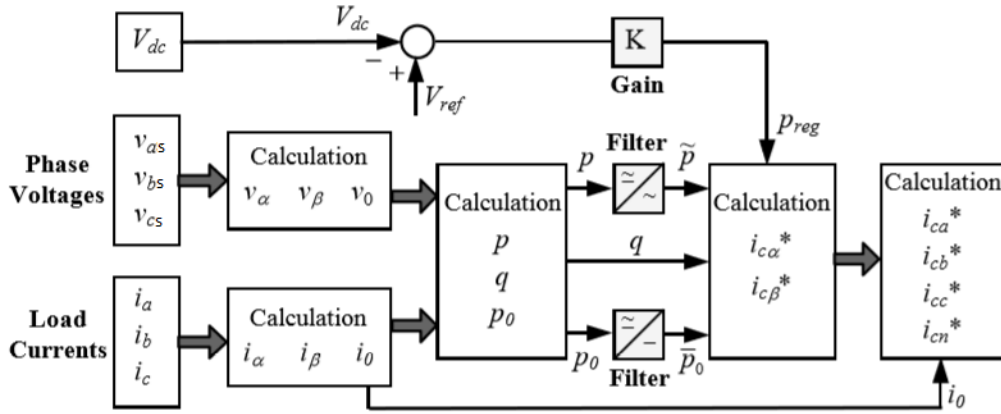 V_dc
V_dc
−
+
V_ref
K
Gain
p_reg
Phase
Voltages
v_as
v_bs
v_cs
Calculation
v_α v_β v_0
Load
Currents
i_a
i_b
i_c
Calculation
i_α i_β i_0
Calculation
p
q
p_0
p
Filter
≃
~
p̃
q
p_0
≃
−
Filter
p̅_0
Calculation
i_cα*
i_cβ*
Calculation
i_ca*
i_cb*
i_cc*
i_cn*
i_0